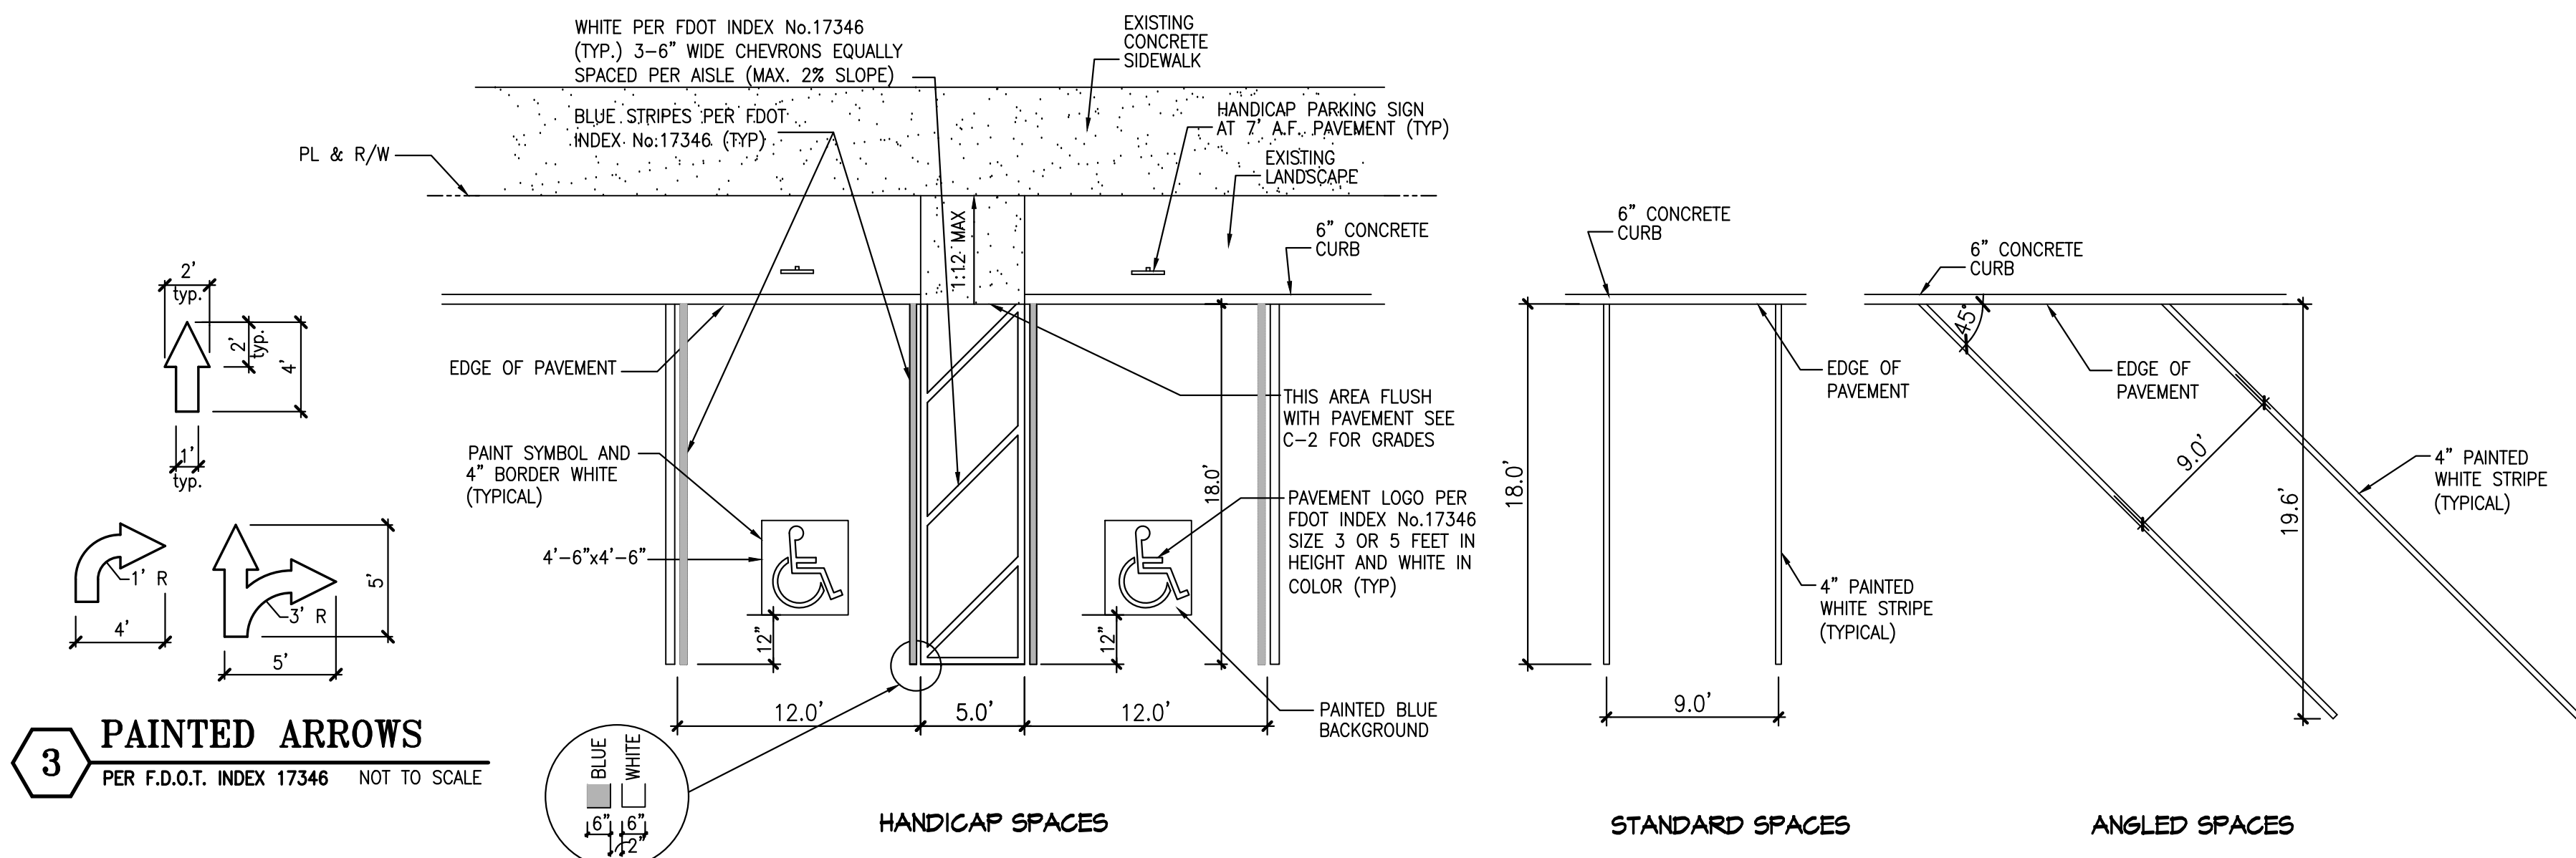 WHITE PER FDOT INDEX No.17346
(TYP.) 3-6" WIDE CHEVRONS EQUALLY
SPACED PER AISLE (MAX. 2% SLOPE)
BLUE STRIPES PER FDOT
INDEX No.17346 (TYP)
EXISTING
CONCRETE
SIDEWALK
HANDICAP PARKING SIGN
AT 7' A.F. PAVEMENT (TYP)
EXISTING
LANDSCAPE
PL & R/W
1:12 MAX
6" CONCRETE
CURB
EDGE OF PAVEMENT
THIS AREA FLUSH
WITH PAVEMENT SEE
C-2 FOR GRADES
PAINT SYMBOL AND
4" BORDER WHITE
(TYPICAL)
4'-6"x4'-6"
18.0'
PAVEMENT LOGO PER
FDOT INDEX No.17346
SIZE 3 OR 5 FEET IN
HEIGHT AND WHITE IN
COLOR (TYP)
12"
12"
PAINTED BLUE
BACKGROUND
12.0'
5.0'
12.0'
BLUE
WHITE
6"
6"
2"
HANDICAP SPACES
2'
typ.
2'
typ.
4'
1'
typ.
1' R
4'
3' R
5'
5'
3
PAINTED ARROWS
PER F.D.O.T. INDEX 17346 NOT TO SCALE
6" CONCRETE
CURB
EDGE OF
PAVEMENT
18.0'
4" PAINTED
WHITE STRIPE
(TYPICAL)
9.0'
STANDARD SPACES
6" CONCRETE
CURB
45°
EDGE OF
PAVEMENT
9.0'
19.6'
4" PAINTED
WHITE STRIPE
(TYPICAL)
ANGLED SPACES